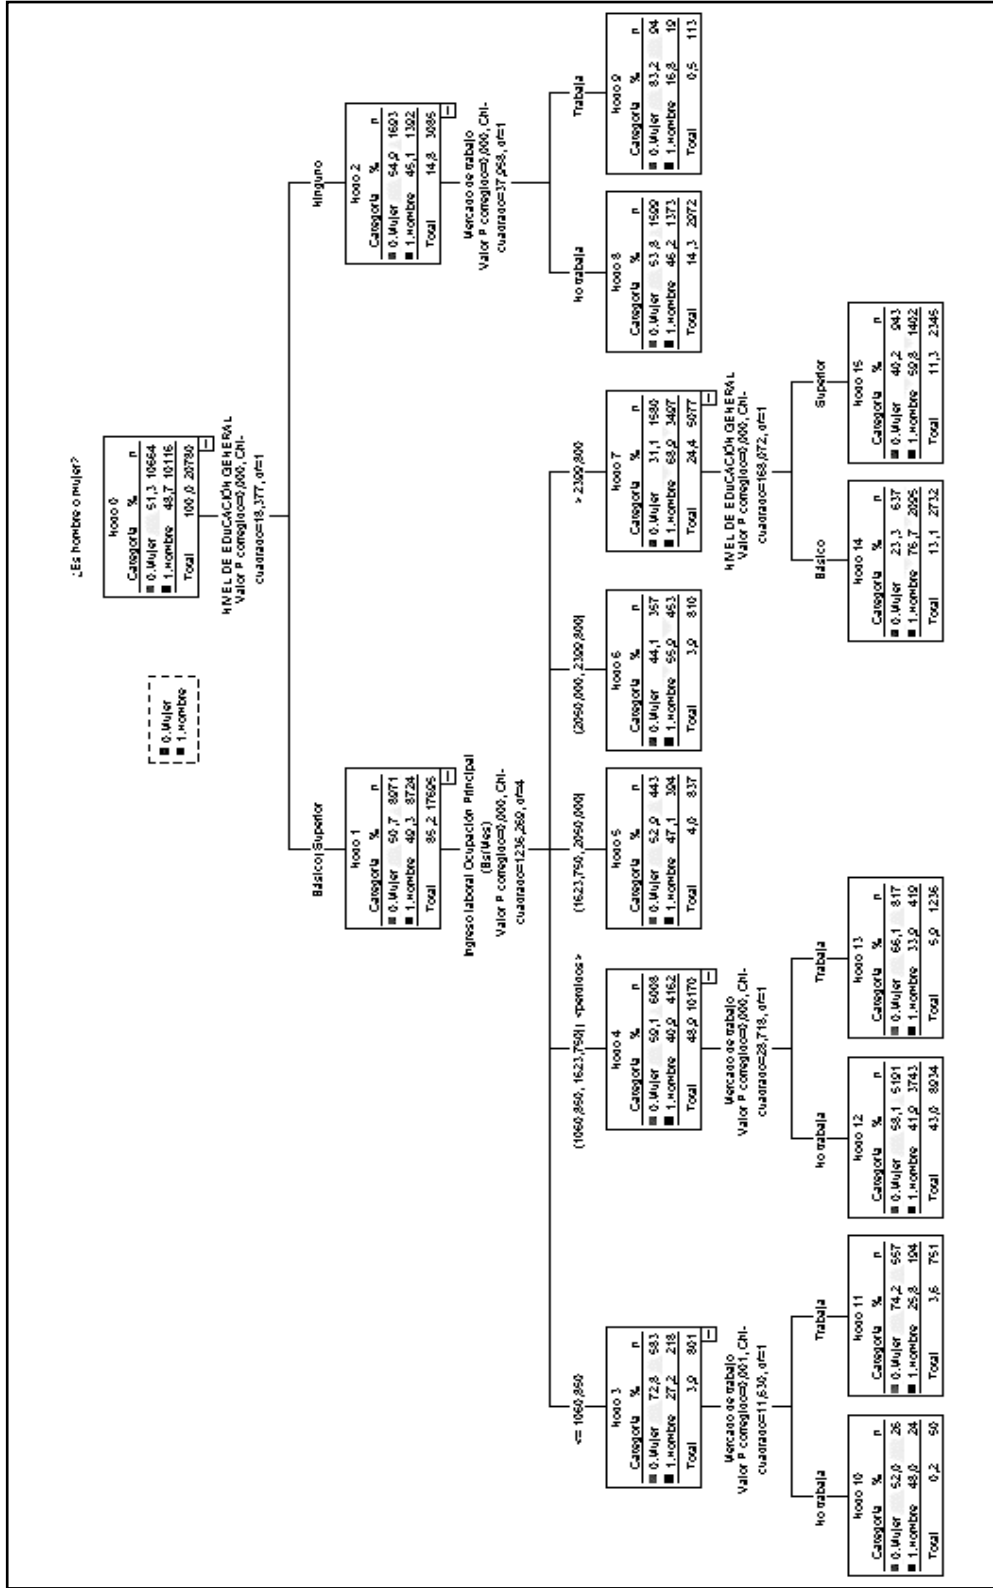 ¿Es hombre o mujer?
0.Mujer
1.Hombre
Nodo 0
Categoría % n
0.Mujer 51,3 10664
1.Hombre 48,7 10116
Total 100,0 20780
NIVEL DE EDUCACIÓN GENERAL
Valor P corregido=0,000, Chi-
cuadrado=18,377, df=1
Básico; Superior
Nodo 1
Categoría % n
0.Mujer 50,7 8971
1.Hombre 49,3 8724
Total 85,2 17695
Ingreso laboral Ocupación Principal
(Bs/Mes)
Valor P corregido=0,000, Chi-
cuadrado=1236,269, df=4
Ninguno
Nodo 2
Categoría % n
0.Mujer 54,9 1693
1.Hombre 45,1 1392
Total 14,8 3085
Mercado de trabajo
Valor P corregido=0,000, Chi-
cuadrado=37,958, df=1
<= 1060,850
Nodo 3
Categoría % n
0.Mujer 72,8 583
1.Hombre 27,2 218
Total 3,9 801
Mercado de trabajo
Valor P corregido=0,001, Chi-
cuadrado=11,630, df=1
(1060,850, 1623,750]; <perdidos>
Nodo 4
Categoría % n
0.Mujer 59,1 6008
1.Hombre 40,9 4162
Total 48,9 10170
Mercado de trabajo
Valor P corregido=0,000, Chi-
cuadrado=28,718, df=1
(1623,750, 2050,000]
Nodo 5
Categoría % n
0.Mujer 52,9 443
1.Hombre 47,1 394
Total 4,0 837
(2050,000, 2399,800]
Nodo 6
Categoría % n
0.Mujer 44,1 357
1.Hombre 55,9 453
Total 3,9 810
> 2399,800
Nodo 7
Categoría % n
0.Mujer 31,1 1580
1.Hombre 68,9 3497
Total 24,4 5077
NIVEL DE EDUCACIÓN GENERAL
Valor P corregido=0,000, Chi-
cuadrado=168,072, df=1
No trabaja
Nodo 8
Categoría % n
0.Mujer 53,8 1599
1.Hombre 46,2 1373
Total 14,3 2972
Trabaja
Nodo 9
Categoría % n
0.Mujer 83,2 94
1.Hombre 16,8 19
Total 0,5 113
No trabaja
Nodo 10
Categoría % n
0.Mujer 52,0 26
1.Hombre 48,0 24
Total 0,2 50
Trabaja
Nodo 11
Categoría % n
0.Mujer 74,2 557
1.Hombre 25,8 194
Total 3,6 751
No trabaja
Nodo 12
Categoría % n
0.Mujer 58,1 5191
1.Hombre 41,9 3743
Total 43,0 8934
Trabaja
Nodo 13
Categoría % n
0.Mujer 66,1 817
1.Hombre 33,9 419
Total 5,9 1236
Básico
Nodo 14
Categoría % n
0.Mujer 23,3 637
1.Hombre 76,7 2095
Total 13,1 2732
Superior
Nodo 15
Categoría % n
0.Mujer 40,2 943
1.Hombre 59,8 1402
Total 11,3 2345